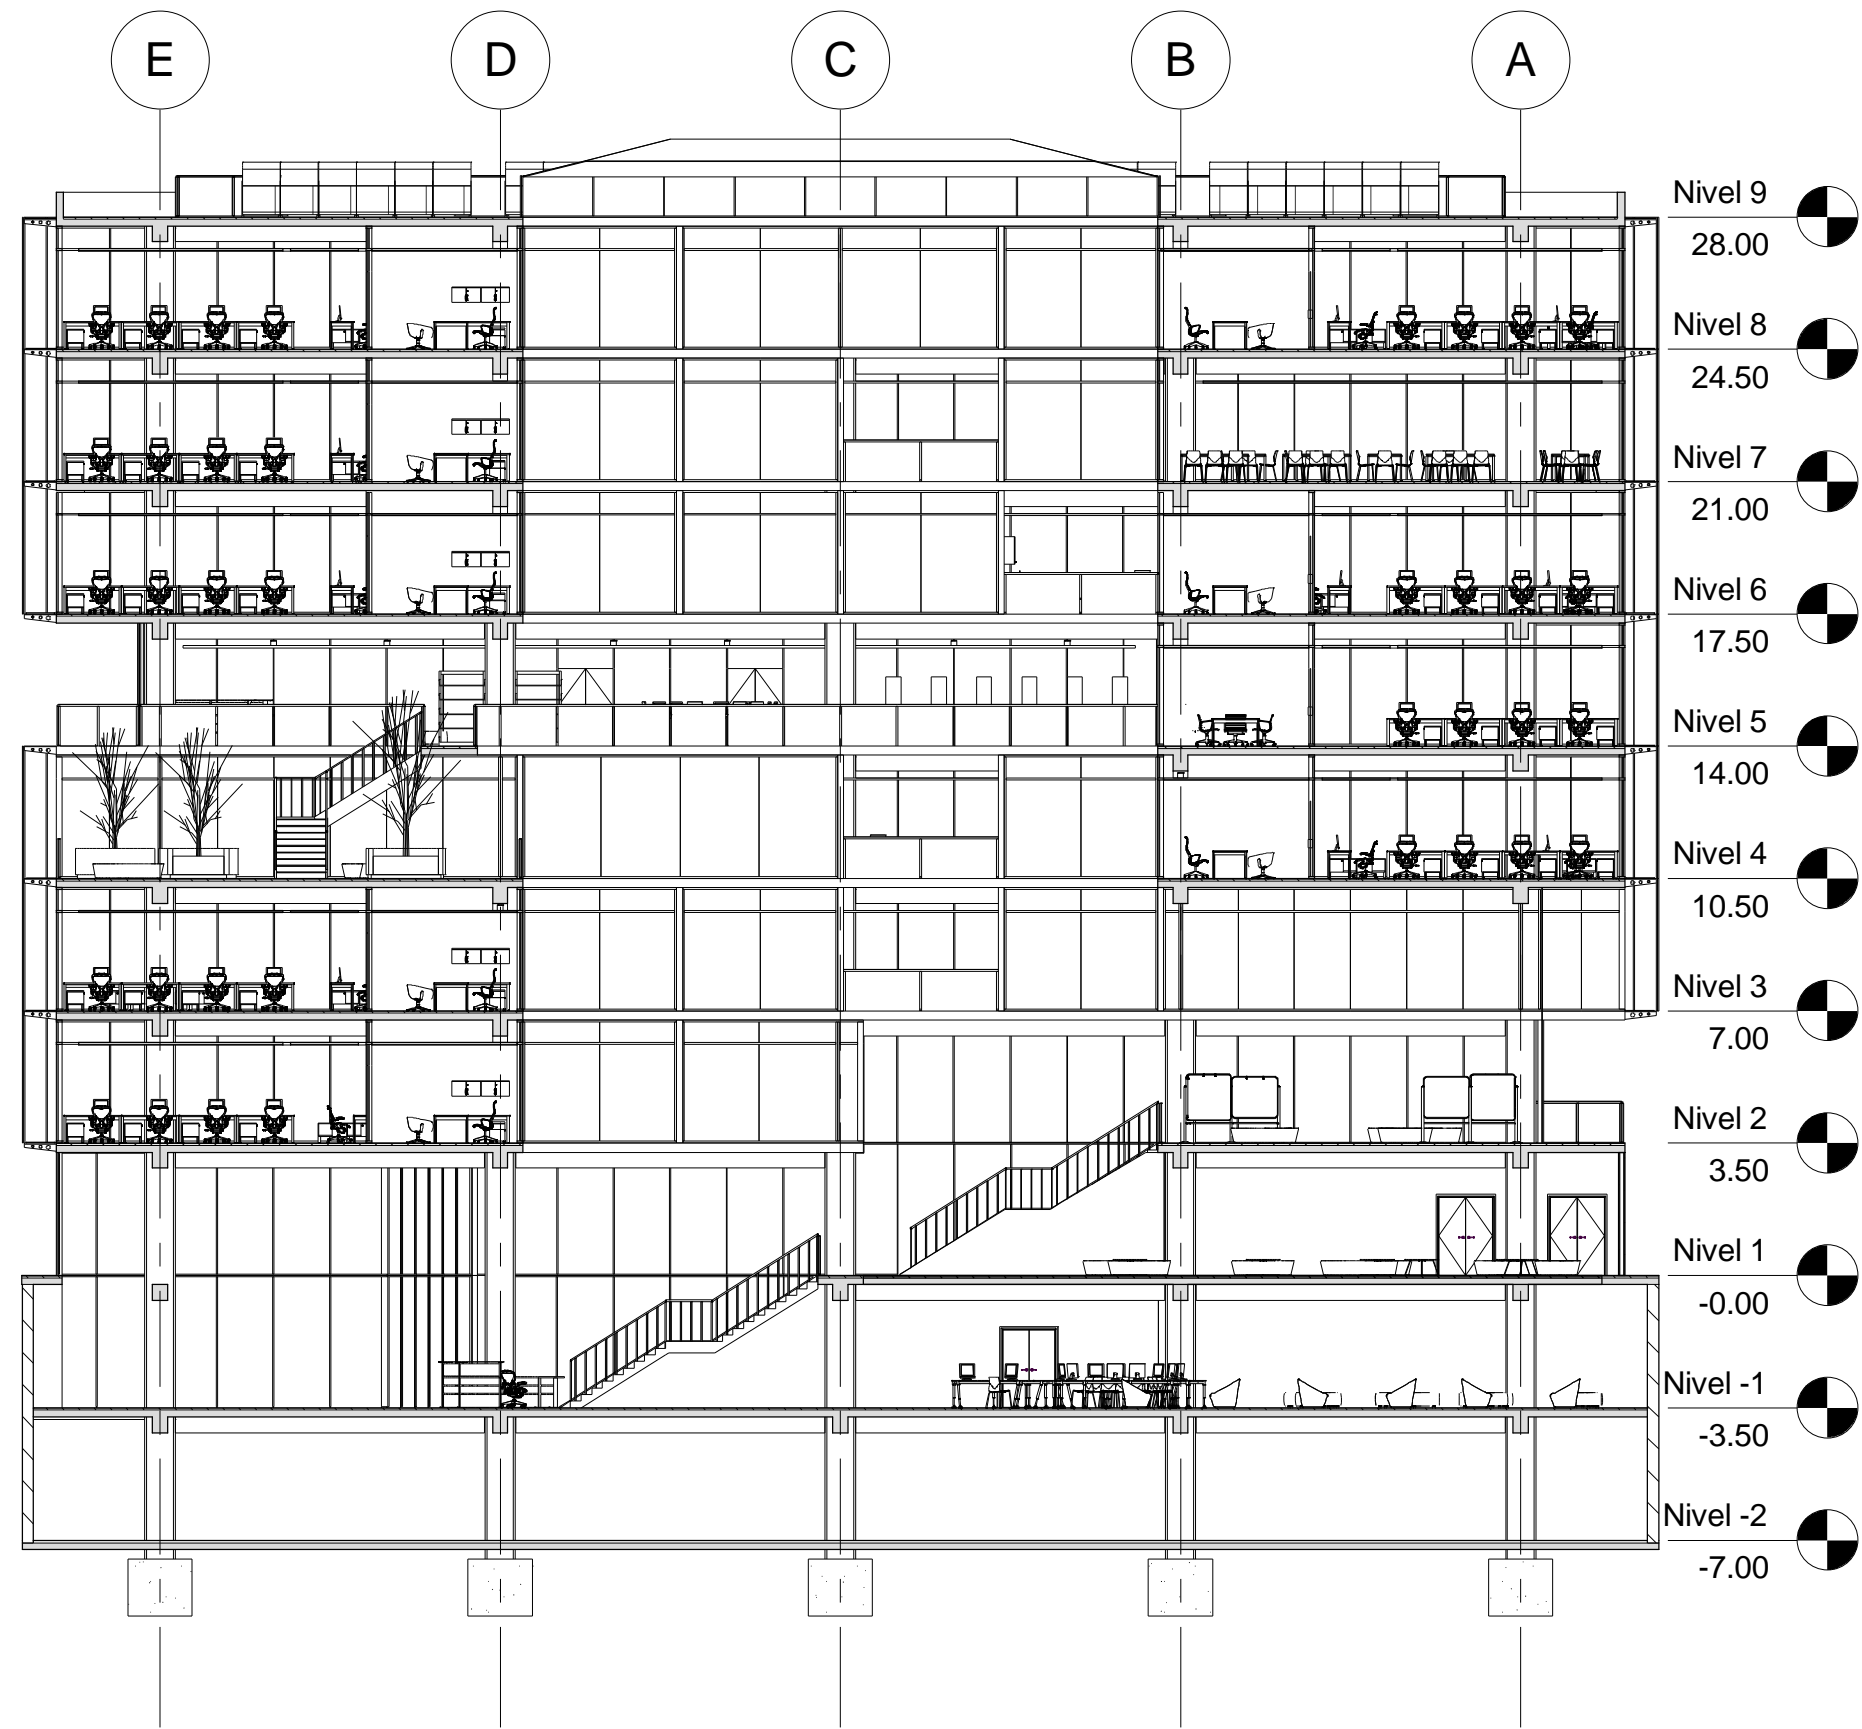 E D C B A
Nivel 9
28.00
Nivel 8
24.50
Nivel 7
21.00
Nivel 6
17.50
Nivel 5
14.00
Nivel 4
10.50
Nivel 3
7.00
Nivel 2
3.50
Nivel 1
-0.00
Nivel -1
-3.50
Nivel -2
-7.00